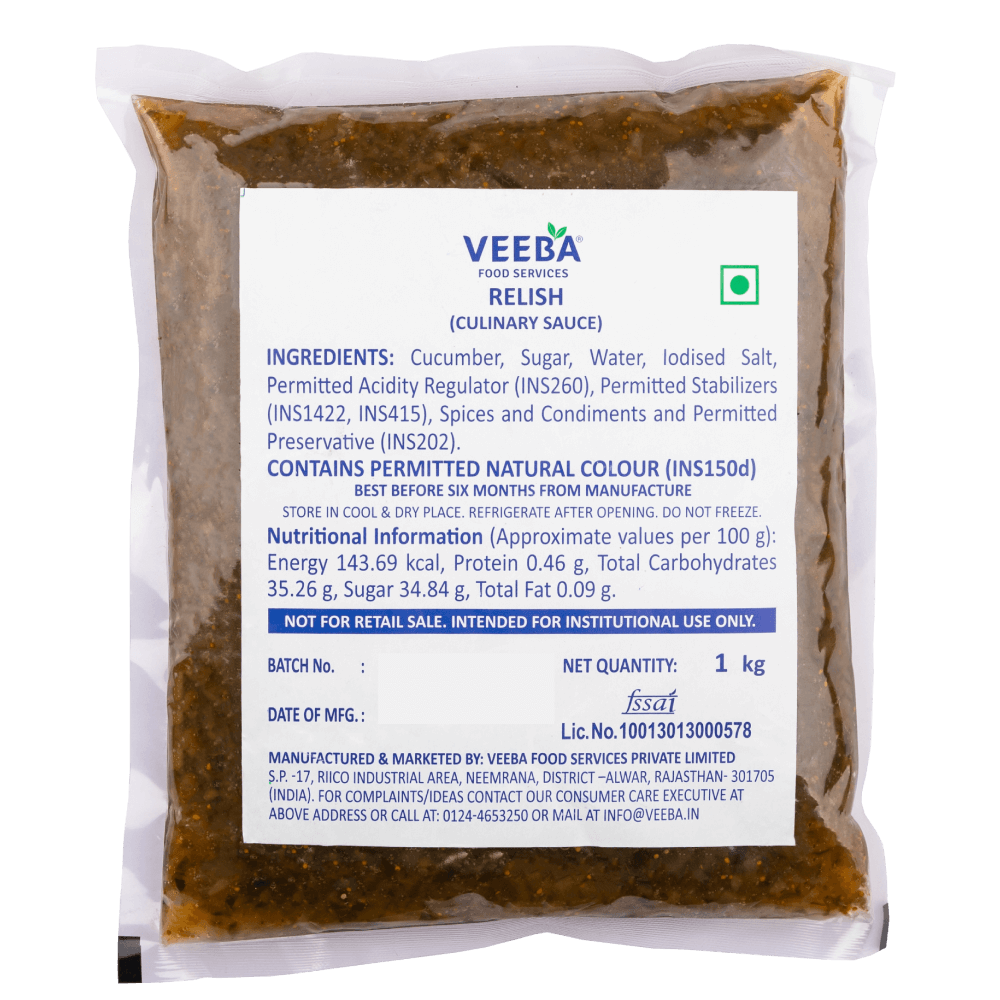 VEEBA®
FOOD SERVICES
RELISH
(CULINARY SAUCE)
INGREDIENTS: Cucumber, Sugar, Water, Iodised Salt,
Permitted Acidity Regulator (INS260), Permitted Stabilizers
(INS1422, INS415), Spices and Condiments and Permitted
Preservative (INS202).
CONTAINS PERMITTED NATURAL COLOUR (INS150d)
BEST BEFORE SIX MONTHS FROM MANUFACTURE
STORE IN COOL & DRY PLACE. REFRIGERATE AFTER OPENING. DO NOT FREEZE.
Nutritional Information (Approximate values per 100 g):
Energy 143.69 kcal, Protein 0.46 g, Total Carbohydrates
35.26 g, Sugar 34.84 g, Total Fat 0.09 g.
NOT FOR RETAIL SALE. INTENDED FOR INSTITUTIONAL USE ONLY.
BATCH No. : NET QUANTITY: 1 kg
fssai
DATE OF MFG. :
Lic. No. 10013013000578
MANUFACTURED & MARKETED BY: VEEBA FOOD SERVICES PRIVATE LIMITED
S.P. -17, RIICO INDUSTRIAL AREA, NEEMRANA, DISTRICT –ALWAR, RAJASTHAN- 301705
(INDIA). FOR COMPLAINTS/IDEAS CONTACT OUR CONSUMER CARE EXECUTIVE AT
ABOVE ADDRESS OR CALL AT: 0124-4653250 OR MAIL AT INFO@VEEBA.IN